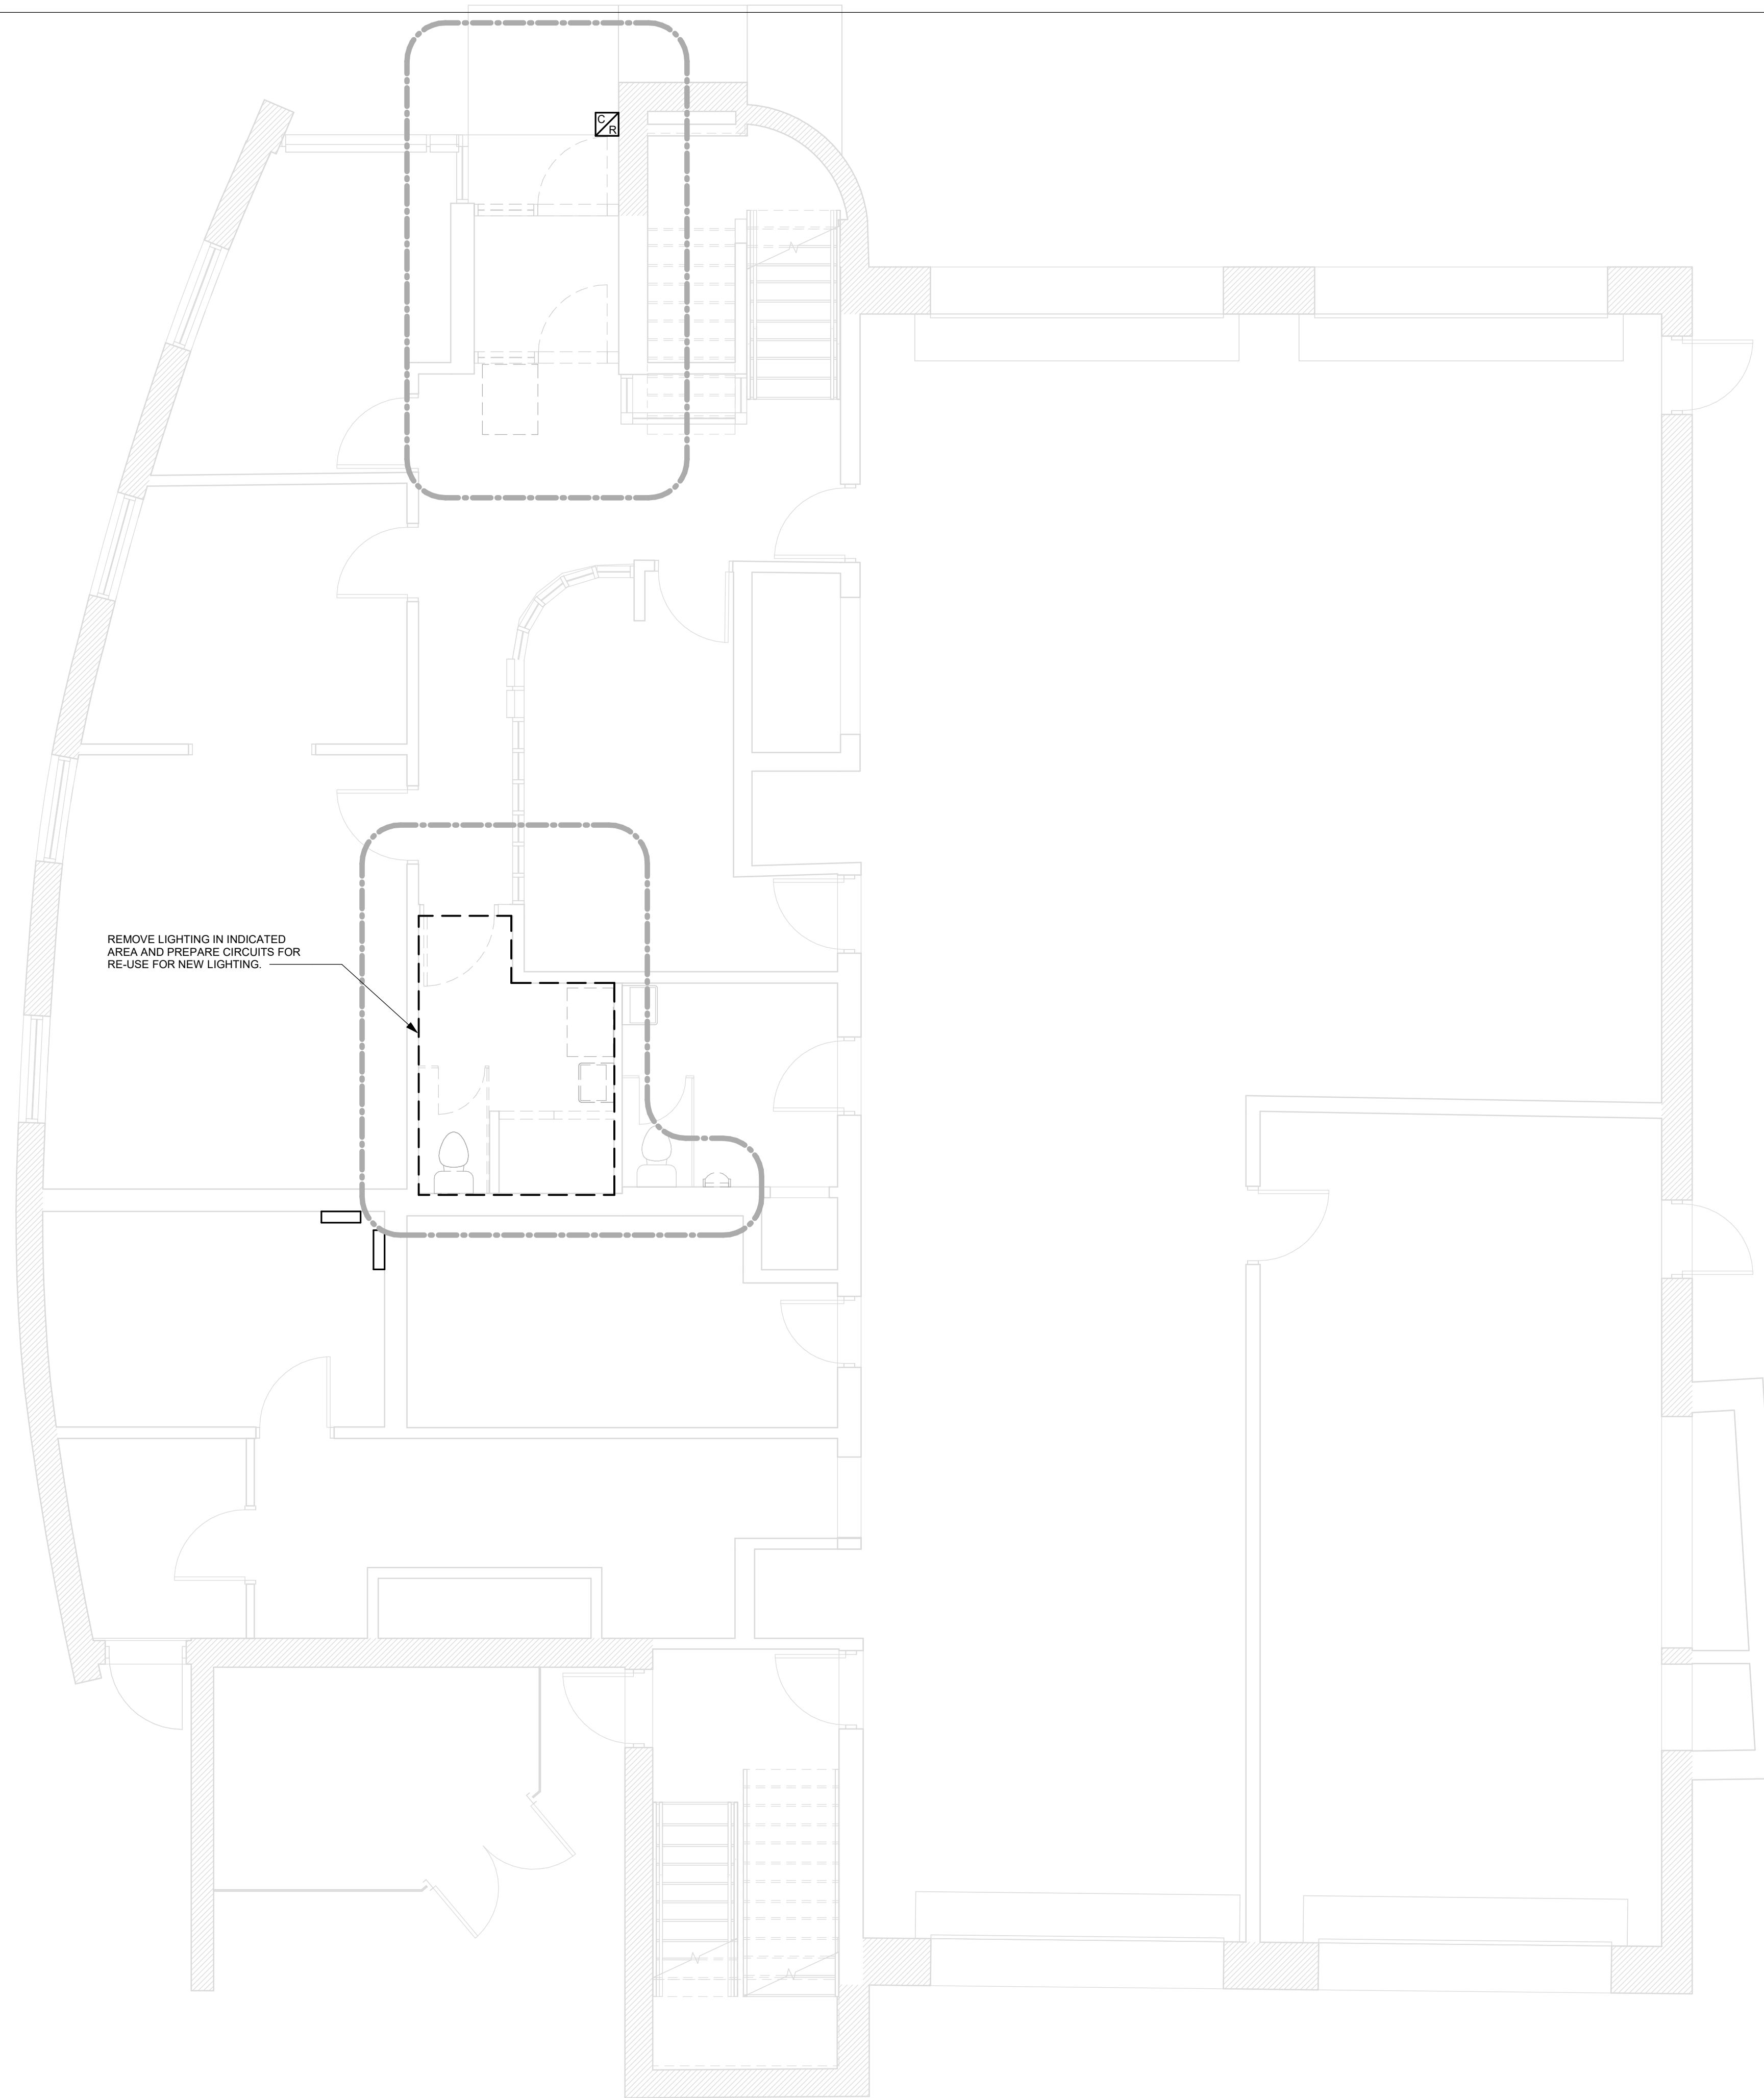 C
R
REMOVE LIGHTING IN INDICATED
AREA AND PREPARE CIRCUITS FOR
RE-USE FOR NEW LIGHTING.